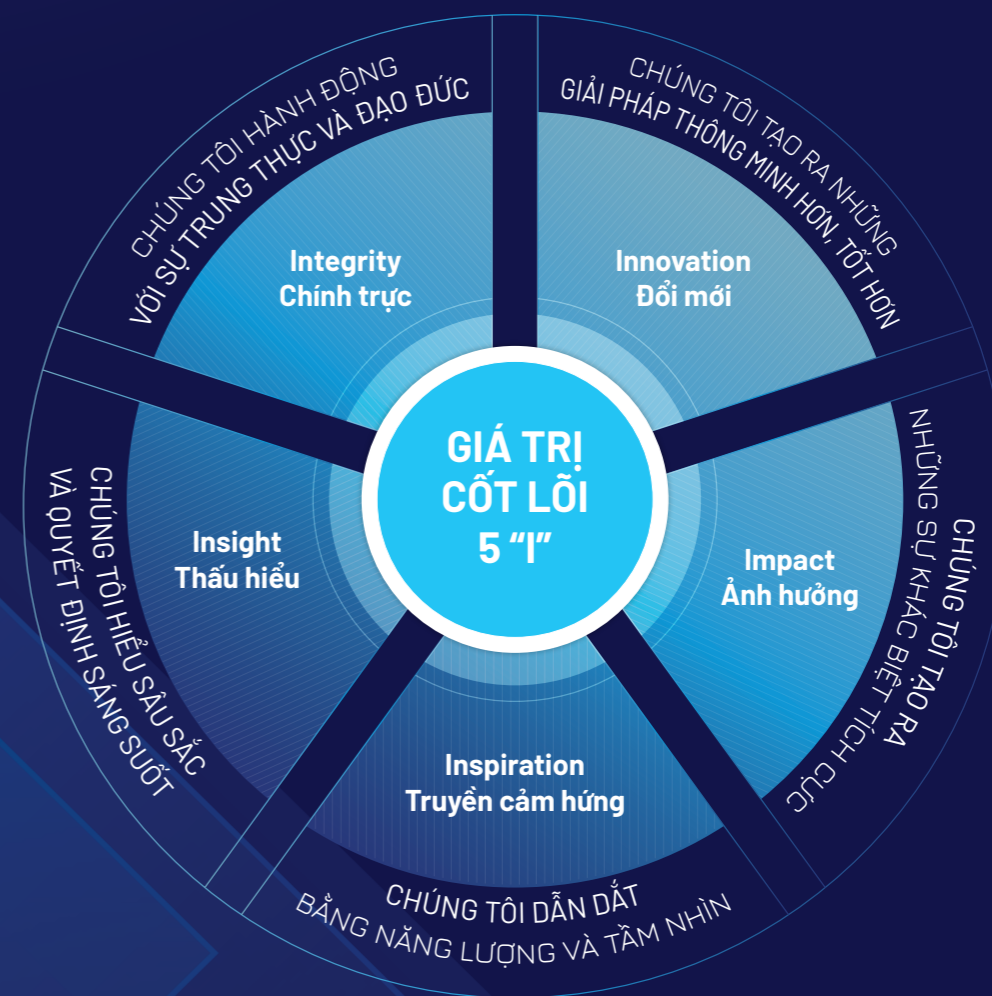 GIÁ TRỊ
CỐT LÕI
5 “I”
CHÚNG TÔI HÀNH ĐỘNG
VỚI SỰ TRUNG THỰC VÀ ĐẠO ĐỨC
Integrity
Chính trực
CHÚNG TÔI TẠO RA NHỮNG
GIẢI PHÁP THÔNG MINH HƠN, TỐT HƠN
Innovation
Đổi mới
CHÚNG TÔI TẠO RA
NHỮNG SỰ KHÁC BIỆT TÍCH CỰC
Impact
Ảnh hưởng
Inspiration
Truyền cảm hứng
CHÚNG TÔI DẪN DẮT
BẰNG NĂNG LƯỢNG VÀ TẦM NHÌN
Insight
Thấu hiểu
CHÚNG TÔI HIỂU SÂU SẮC
VÀ QUYẾT ĐỊNH SÁNG SUỐT